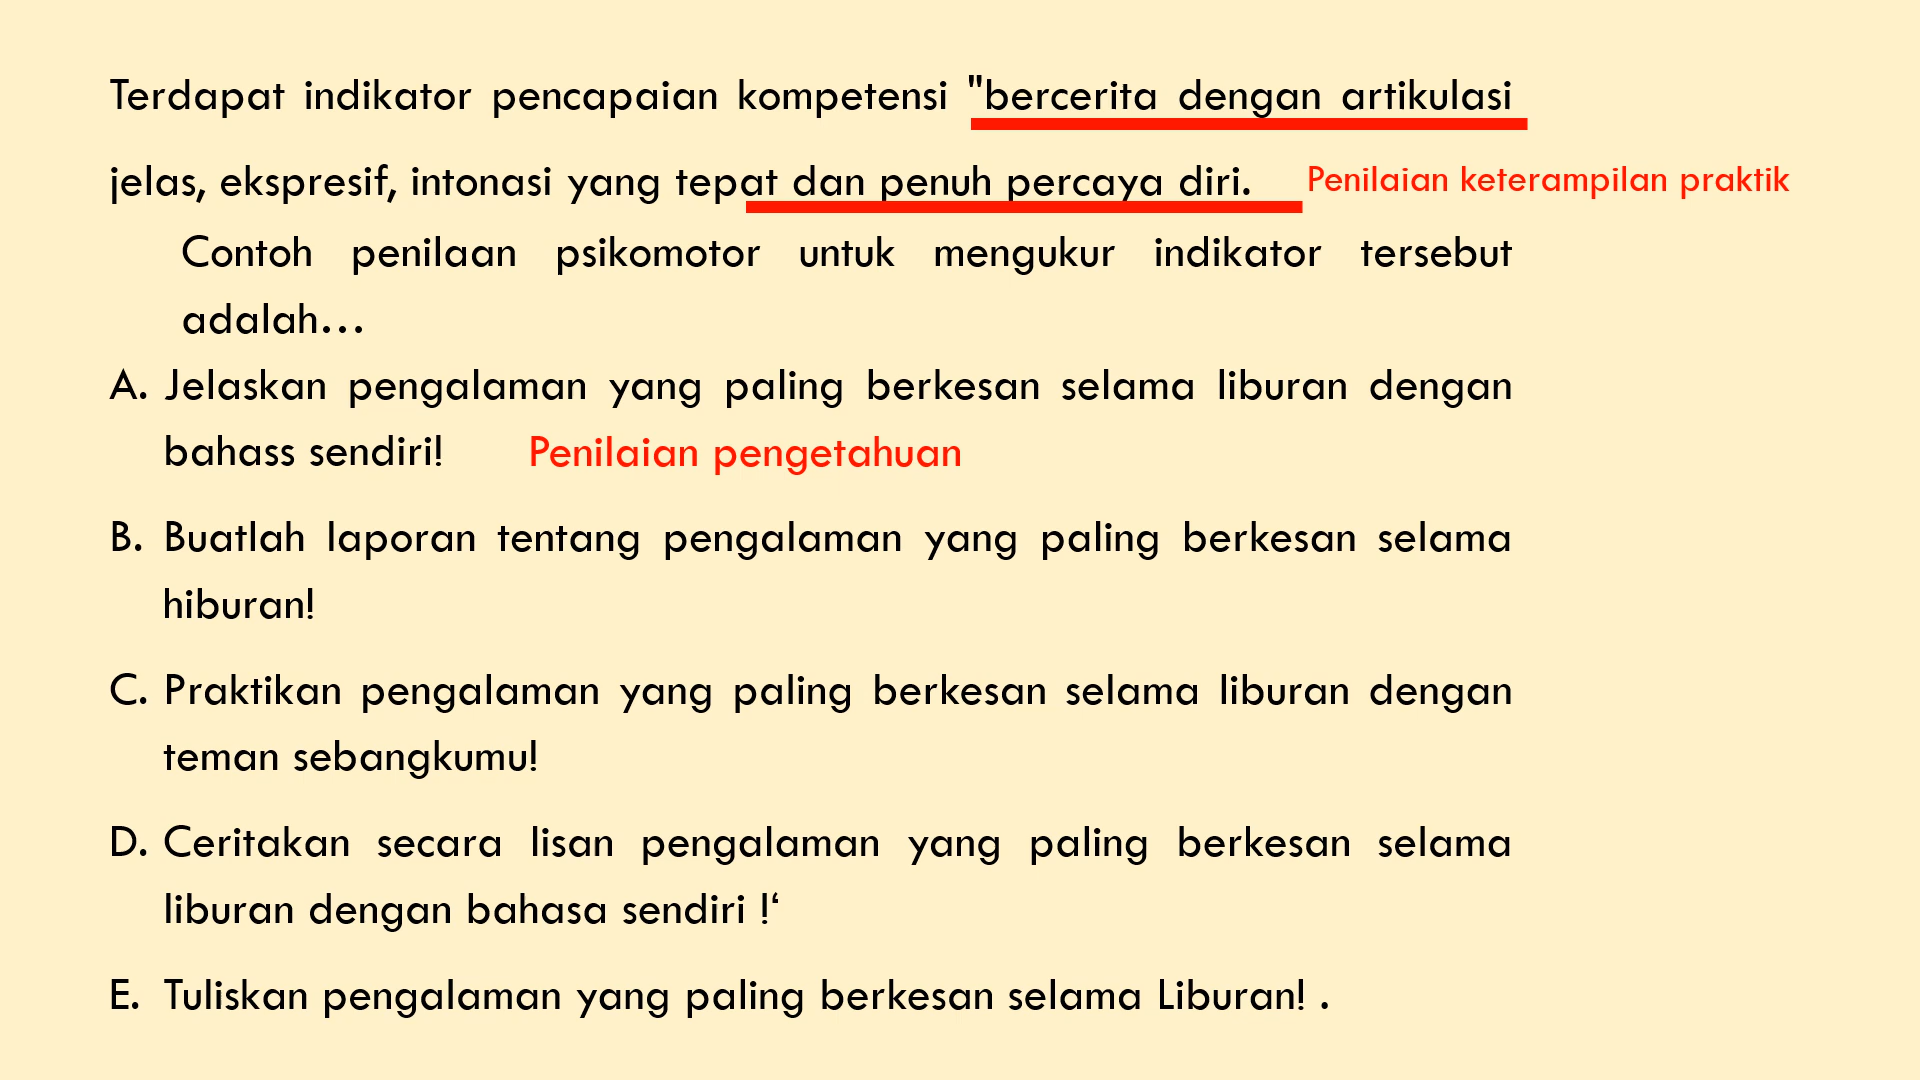 Terdapat indikator pencapaian kompetensi "bercerita dengan artikulasi
jelas, ekspresif, intonasi yang tepat dan penuh percaya diri. Penilaian keterampilan praktik
Contoh penilaan psikomotor untuk mengukur indikator tersebut
adalah…
A. Jelaskan pengalaman yang paling berkesan selama liburan dengan
bahass sendiri! Penilaian pengetahuan
B. Buatlah laporan tentang pengalaman yang paling berkesan selama
hiburan!
C. Praktikan pengalaman yang paling berkesan selama liburan dengan
teman sebangkumu!
D. Ceritakan secara lisan pengalaman yang paling berkesan selama
liburan dengan bahasa sendiri !‘
E. Tuliskan pengalaman yang paling berkesan selama Liburan! .